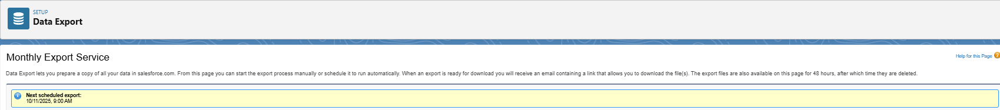 SETUP
Data Export
Monthly Export Service
Help for this Page ?
Data Export lets you prepare a copy of all your data in salesforce.com. From this page you can start the export process manually or schedule it to run automatically. When an export is ready for download you will receive an email containing a link that allows you to download the file(s). The export files are also available on this page for 48 hours, after which time they are deleted.
Next scheduled export:
10/11/2025, 9:00 AM